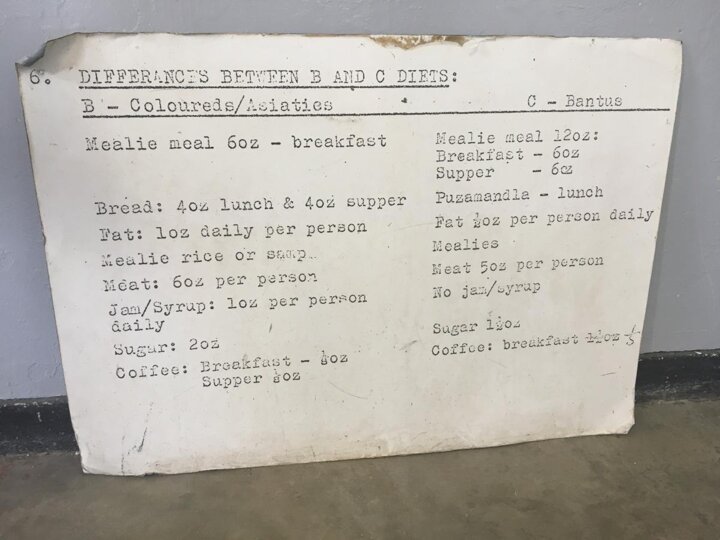 6. DIFFERANCES BETWEEN B AND C DIETS:
B - Coloureds/Asiatics
Mealie meal 6oz - breakfast
Bread: 4oz lunch & 4oz supper
Fat: 1oz daily per person
Mealie rice or samp
Meat: 6oz per person
Jam/Syrup: 1oz per person
daily
Sugar: 2oz
Coffee: Breakfast - ¼oz
Supper ¼oz
C - Bantus
Mealie meal 12oz:
Breakfast - 6oz
Supper - 6oz
Puzamandla - lunch
Fat ½oz per person daily
Mealies
Meat 5oz per person
No jam/syrup
Sugar 1½oz
Coffee: breakfast